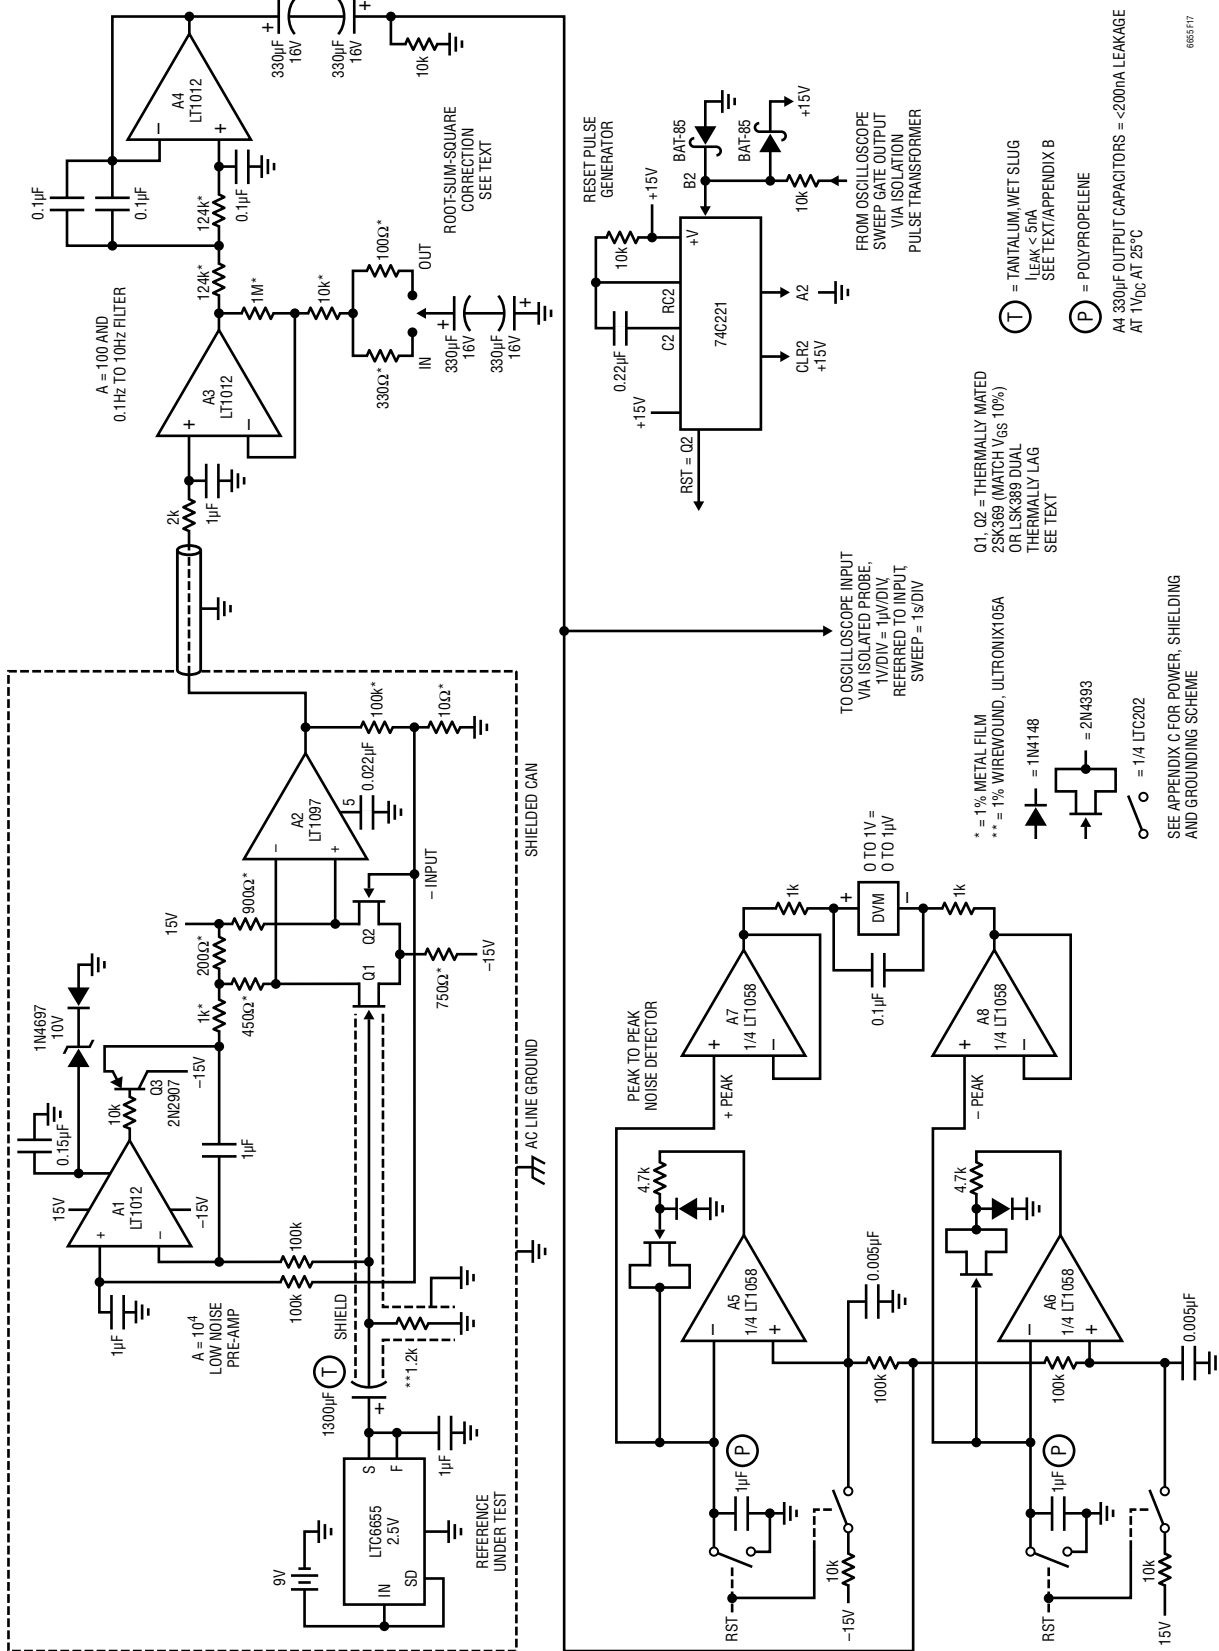 9V
IN
SD
LTC6655
2.5V
S
F
REFERENCE
UNDER TEST
1µF
1300µF
T
+
**1.2k
SHIELD
A = 10⁴
LOW NOISE
PRE-AMP
1µF
100k
100k
15V
A1
LT1012
+
–
–15V
0.15µF
1µF
10k
Q3
2N2907
–15V
1N4697
10V
1k*
450Ω*
200Ω*
15V
900Ω*
Q1
Q2
750Ω*
–15V
– INPUT
A2
LT1097
–
+
5
0.022µF
100k*
10Ω*
SHIELDED CAN
AC LINE GROUND
2k
1µF
A3
LT1012
+
–
A = 100 AND
0.1Hz TO 10Hz FILTER
1M*
10k*
330Ω*
100Ω*
IN
OUT
+
330µF
16V
330µF
16V
+
ROOT-SUM-SQUARE
CORRECTION
SEE TEXT
124k*
124k*
0.1µF
0.1µF
0.1µF
A4
LT1012
–
+
+
330µF
16V
330µF
16V
+
10k
TO OSCILLOSCOPE INPUT
VIA ISOLATED PROBE,
1V/DIV = 1µV/DIV,
REFERRED TO INPUT,
SWEEP = 1s/DIV
RESET PULSE
GENERATOR
+15V
0.22µF
10k
+15V
C2
RC2
+V
74C221
RST = Q2
CLR2
+15V
A2
B2
BAT-85
BAT-85
+15V
10k
FROM OSCILLOSCOPE
SWEEP GATE OUTPUT
VIA ISOLATION
PULSE TRANSFORMER
PEAK TO PEAK
NOISE DETECTOR
RST
1µF
P
–15V
10k
100k
0.005µF
A5
1/4 LT1058
–
+
4.7k
+ PEAK
A7
1/4 LT1058
+
–
1k
0.1µF
+
DVM
–
0 TO 1V =
0 TO 1µV
1k
RST
1µF
P
15V
10k
100k
0.005µF
A6
1/4 LT1058
–
+
4.7k
– PEAK
A8
1/4 LT1058
+
–
* = 1% METAL FILM
** = 1% WIREWOUND, ULTRONIX105A
= 1N4148
= 2N4393
= 1/4 LTC202
SEE APPENDIX C FOR POWER, SHIELDING
AND GROUNDING SCHEME
Q1, Q2 = THERMALLY MATED
2SK369 (MATCH VGS 10%)
OR LSK389 DUAL
THERMALLY LAG
SEE TEXT
T
= TANTALUM,WET SLUG
ILEAK < 5nA
SEE TEXT/APPENDIX B
P
= POLYPROPELENE
A4 330µF OUTPUT CAPACITORS = <200nA LEAKAGE
AT 1VDC AT 25°C
6655 F17